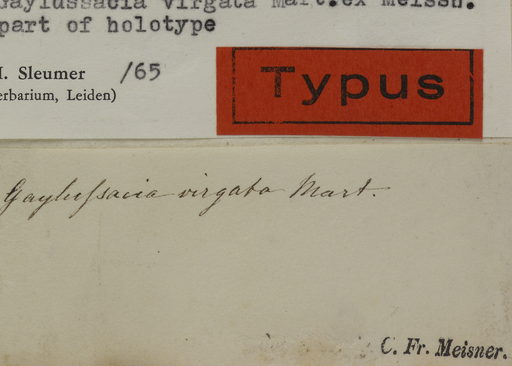 Gaylussacia virgata Mart.ex Meissn.
part of holotype
H. Sleumer /65
erbarium, Leiden)
Typus
Gaylußacia virgata Mart.
C. Fr. Meisner.